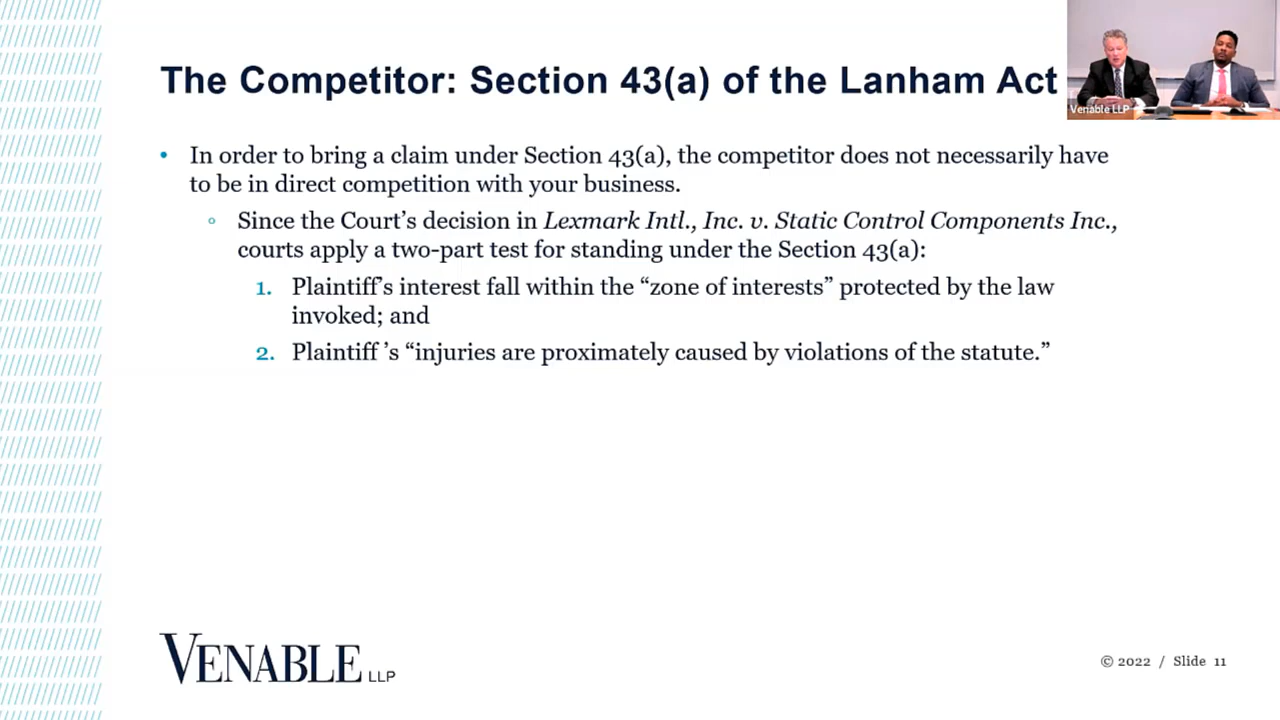 The Competitor: Section 43(a) of the Lanham Act
Venable LLP
• In order to bring a claim under Section 43(a), the competitor does not necessarily have
to be in direct competition with your business.
◦ Since the Court’s decision in Lexmark Intl., Inc. v. Static Control Components Inc.,
courts apply a two-part test for standing under the Section 43(a):
1. Plaintiff’s interest fall within the “zone of interests” protected by the law
invoked; and
2. Plaintiff ’s “injuries are proximately caused by violations of the statute.”
VENABLE LLP
© 2022 / Slide 11